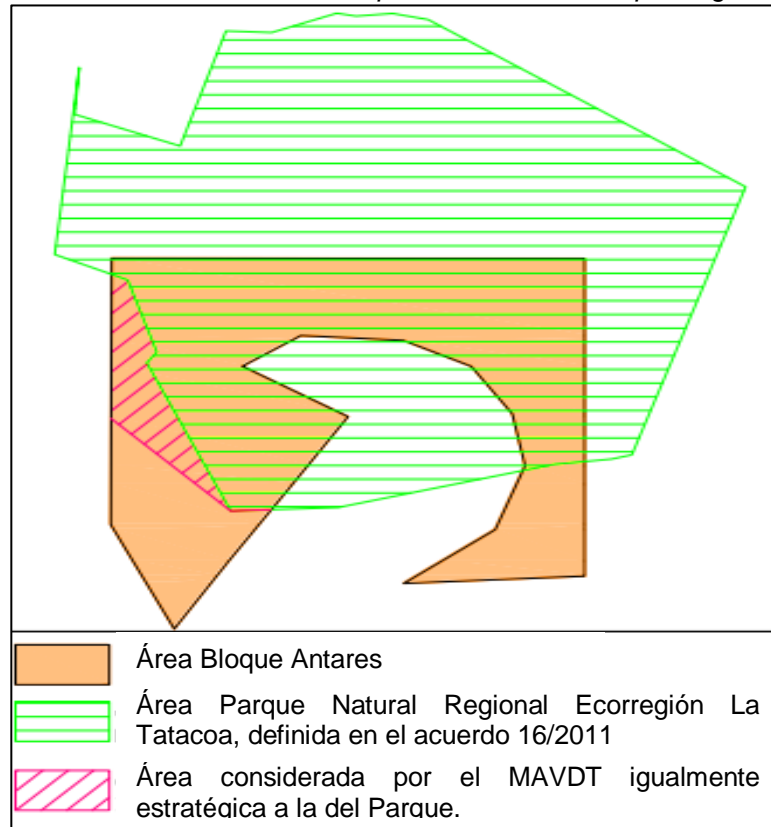 Área Bloque Antares
Área Parque Natural Regional Ecorregión La
Tatacoa, definida en el acuerdo 16/2011
Área considerada por el MAVDT igualmente
estratégica a la del Parque.